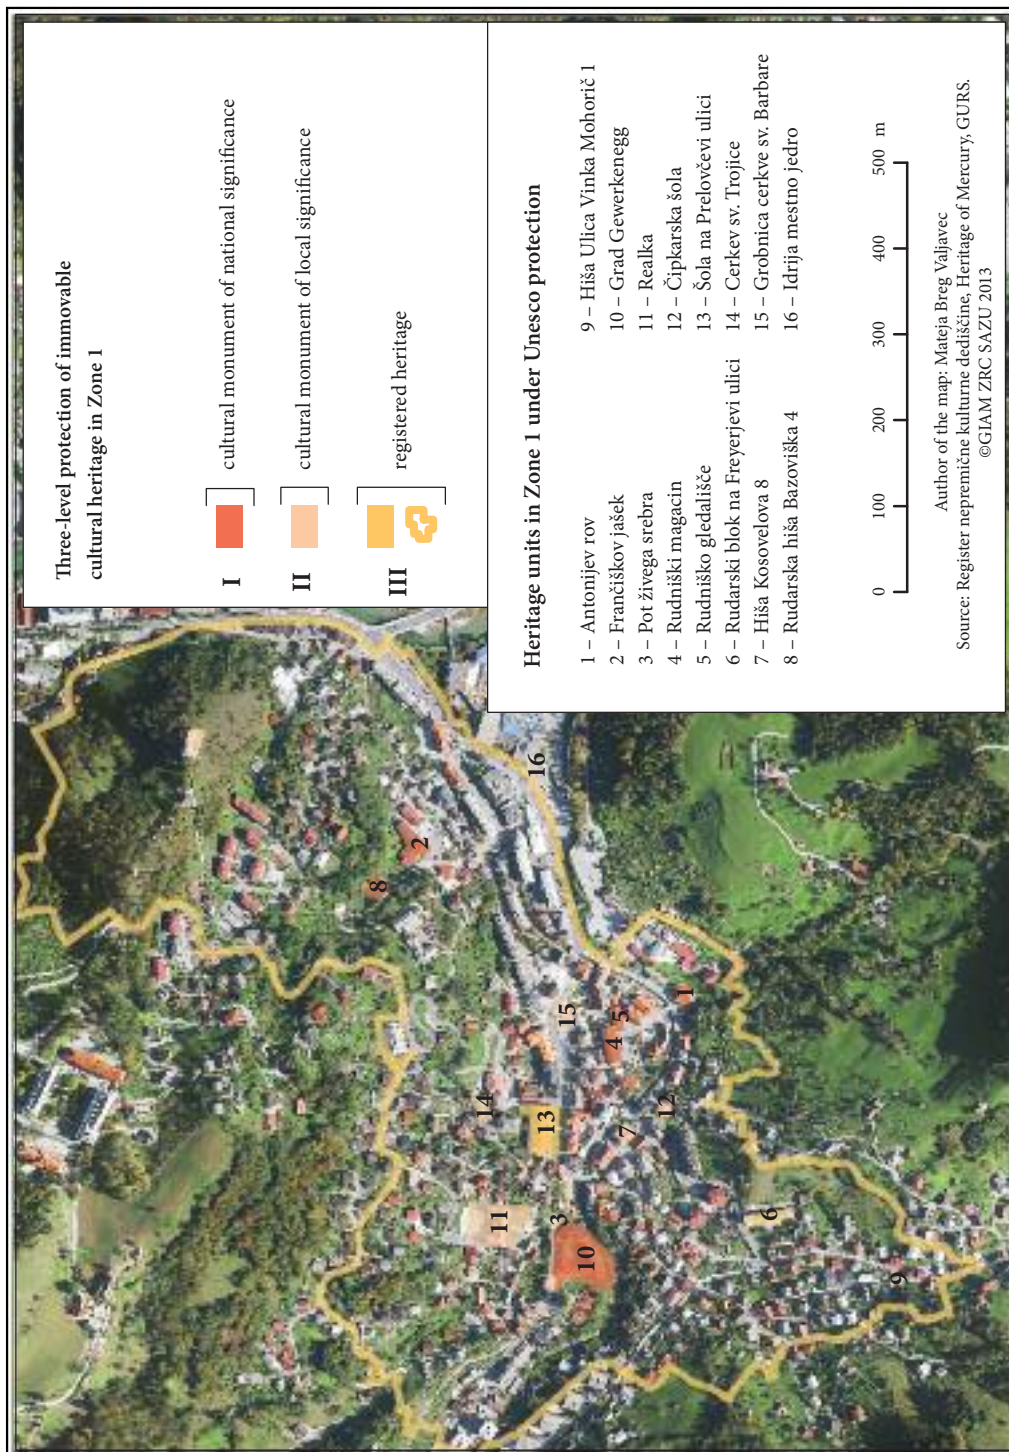 Three-level protection of immovable
cultural heritage in Zone 1
I
cultural monument of national significance
II
cultural monument of local significance
III
registered heritage
Heritage units in Zone 1 under Unesco protection
1 – Antonijev rov
2 – Frančiškov jašek
3 – Pot živega srebra
4 – Rudniški magacin
5 – Rudniško gledališče
6 – Rudarski blok na Freyerjevi ulici
7 – Hiša Kosovelova 8
8 – Rudarska hiša Bazoviška 4
9 – Hiša Ulica Vinka Mohorič 1
10 – Grad Gewerkenegg
11 – Realka
12 – Čipkarska šola
13 – Šola na Prelovčevi ulici
14 – Cerkev sv. Trojice
15 – Grobnica cerkve sv. Barbare
16 – Idrija mestno jedro
0 100 200 300 400 500 m
Author of the map: Mateja Breg Valjavec
Source: Register nepremične kulturne dediščine, Heritage of Mercury, GURS.
©GIAM ZRC SAZU 2013
8
2
16
14
11
13
15
3
10
4
5
1
7
12
6
9